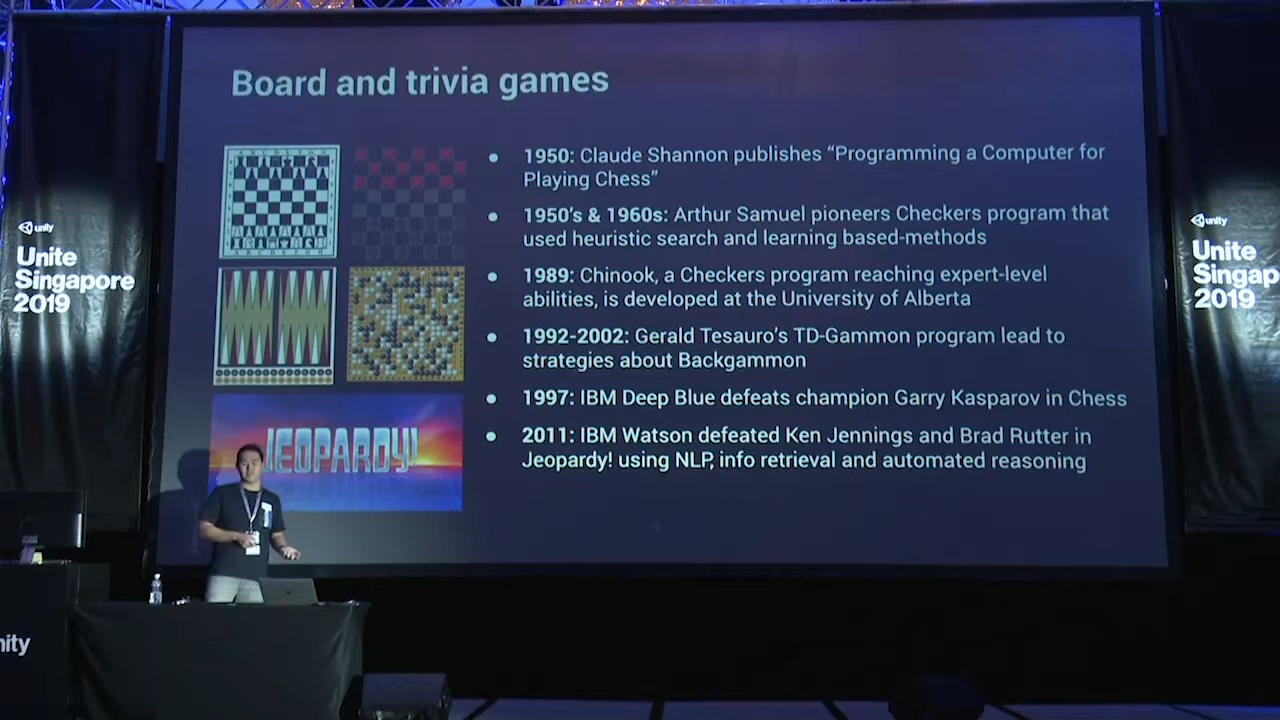 Board and trivia games
1950: Claude Shannon publishes “Programming a Computer for
Playing Chess”
1950’s & 1960s: Arthur Samuel pioneers Checkers program that
used heuristic search and learning based-methods
1989: Chinook, a Checkers program reaching expert-level
abilities, is developed at the University of Alberta
1992-2002: Gerald Tesauro’s TD-Gammon program lead to
strategies about Backgammon
1997: IBM Deep Blue defeats champion Garry Kasparov in Chess
2011: IBM Watson defeated Ken Jennings and Brad Rutter in
Jeopardy! using NLP, info retrieval and automated reasoning
JEOPARDY!
unity
Unite
Singapore
2019
unity
Unite
Singap
2019
nity